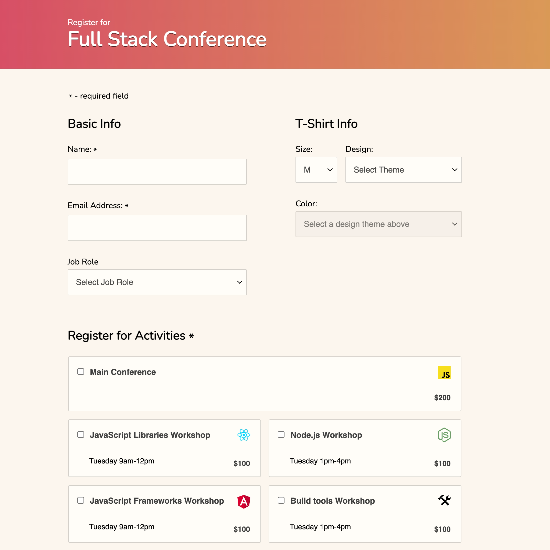 Register for
Full Stack Conference
* - required field
Basic Info
Name: *
Email Address: *
Job Role
Select Job Role
T-Shirt Info
Size:
M
Design:
Select Theme
Color:
Select a design theme above
Register for Activities *
Main Conference
JS
$200
JavaScript Libraries Workshop
Tuesday 9am-12pm
$100
Node.js Workshop
JS
Tuesday 1pm-4pm
$100
JavaScript Frameworks Workshop
A
Tuesday 9am-12pm
$100
Build tools Workshop
Tuesday 1pm-4pm
$100